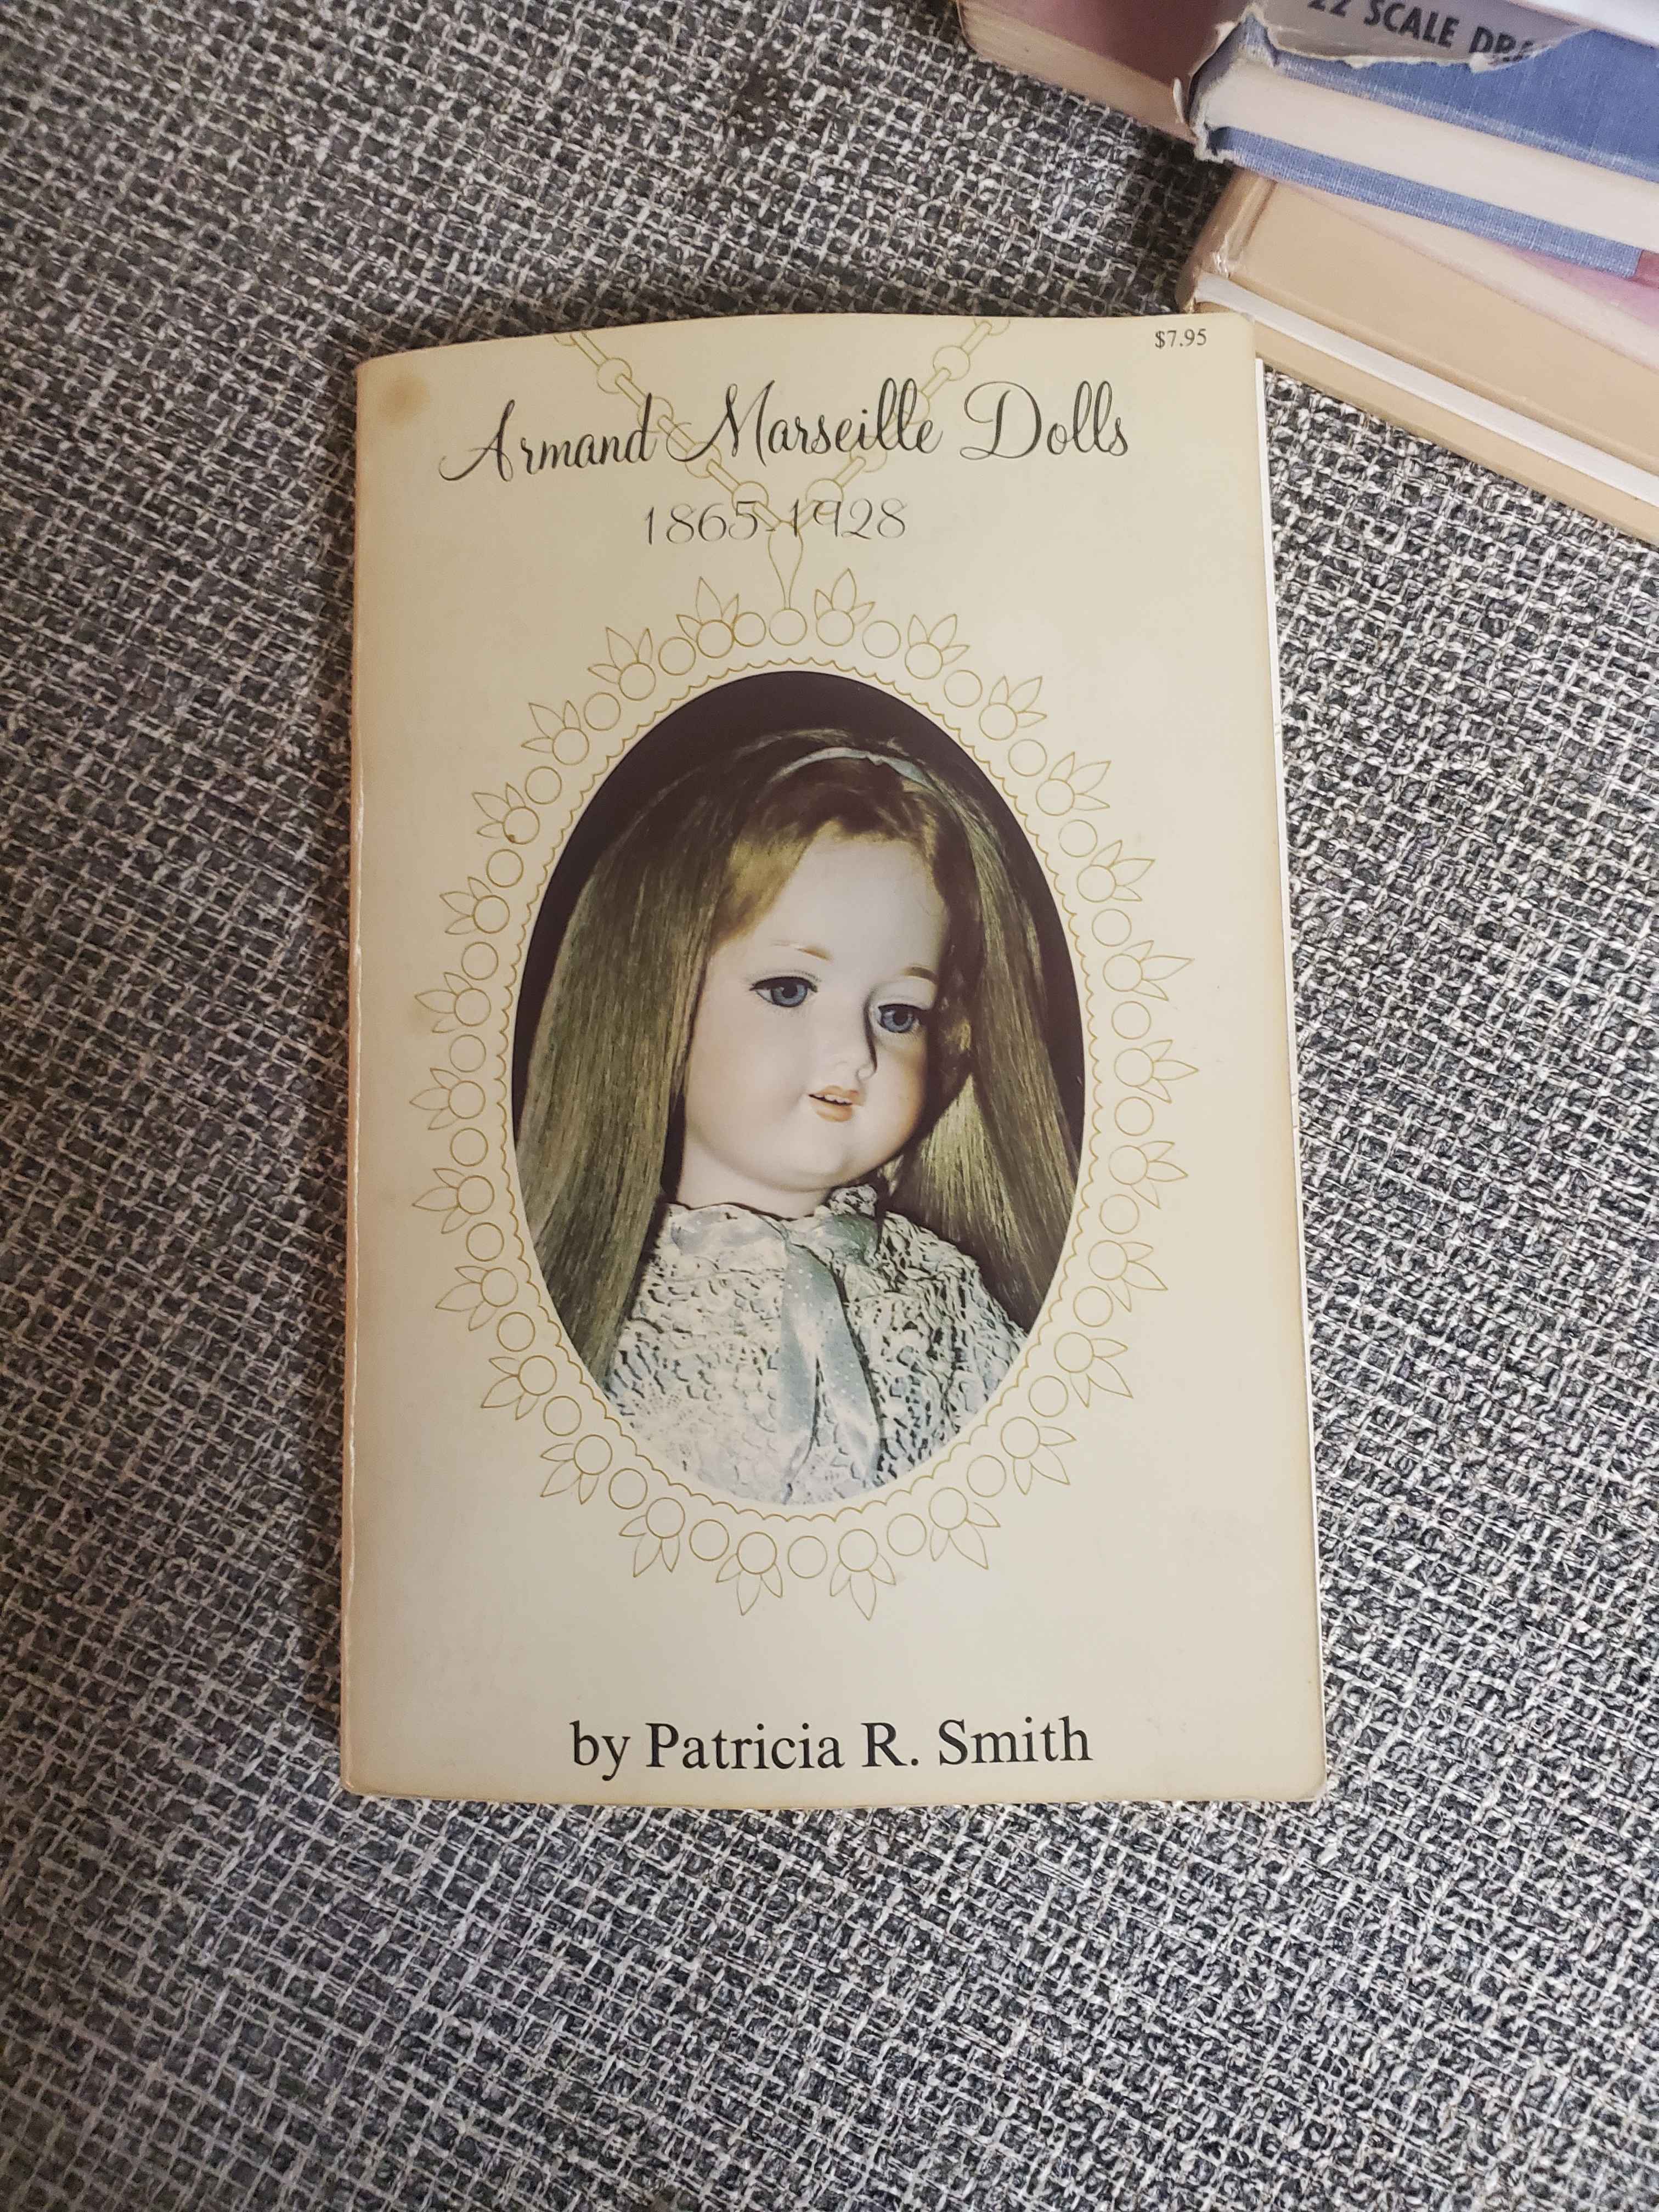 22 SCALE
$7.95
Armand Marseille Dolls
1865-1928
by Patricia R. Smith